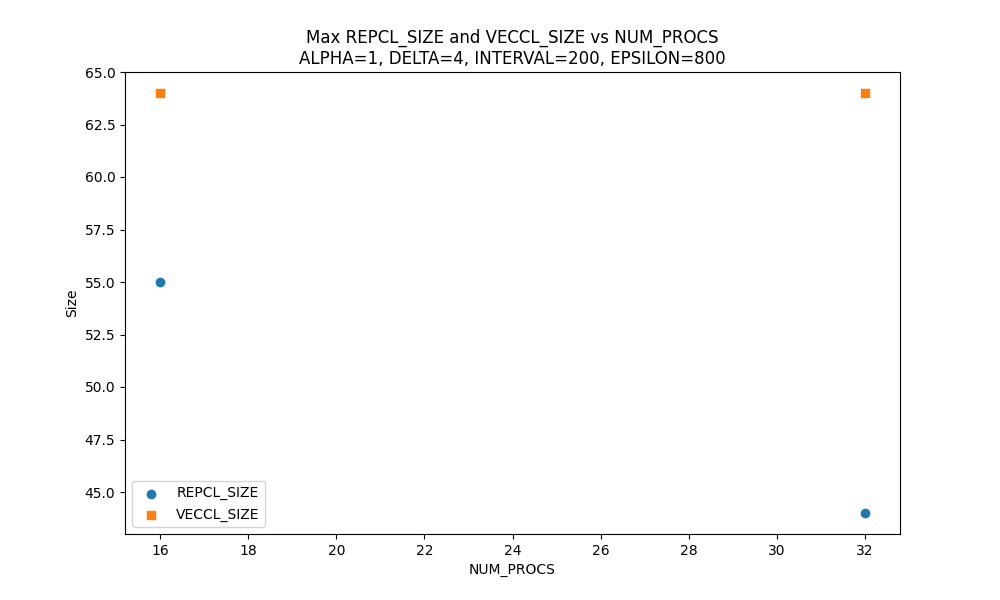 Max REPCL_SIZE and VECCL_SIZE vs NUM_PROCS
ALPHA=1, DELTA=4, INTERVAL=200, EPSILON=800
65.0
62.5
60.0
57.5
55.0
52.5
50.0
47.5
45.0
Size
REPCL_SIZE
VECCL_SIZE
16 18 20 22 24 26 28 30 32
NUM_PROCS